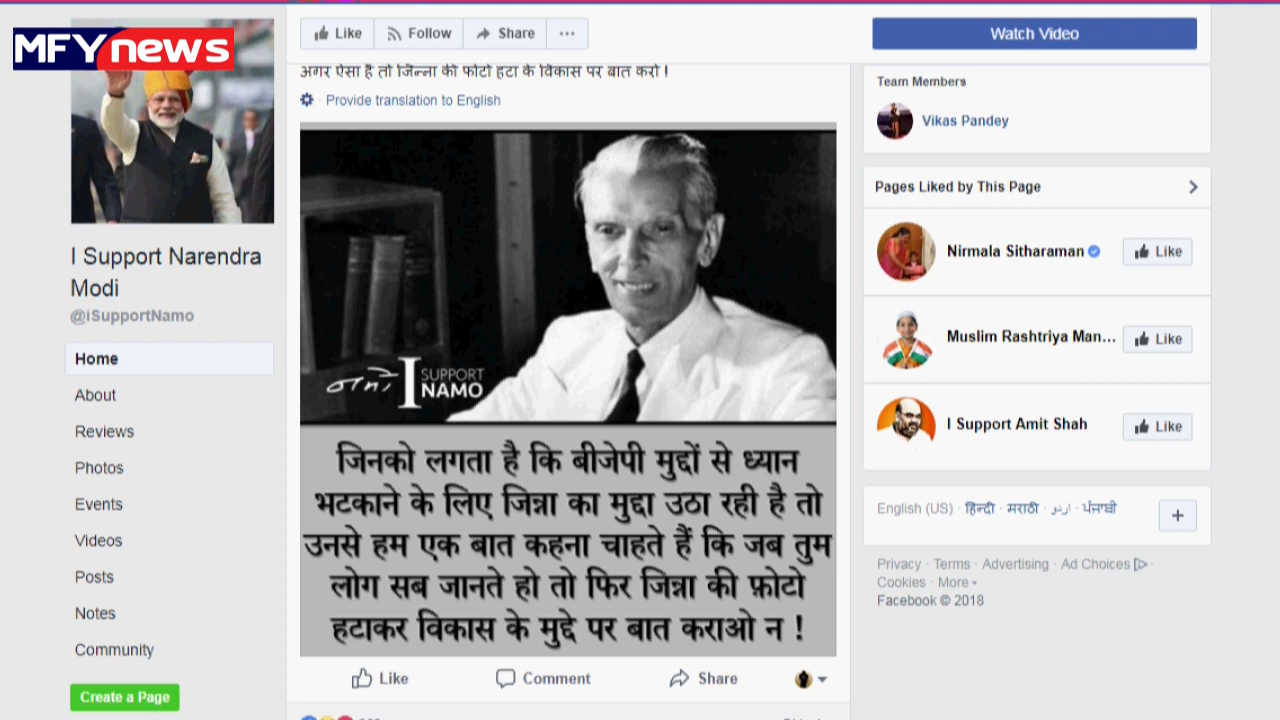 MFYnews
Like
Follow
Share
Watch Video
अगर ऐसा है तो जिन्ना की फोटो हटा के विकास पर बात करो !
Provide translation to English
Team Members
Vikas Pandey
Pages Liked by This Page
Nirmala Sitharaman
Like
Muslim Rashtriya Man...
Like
I Support Amit Shah
Like
I Support Narendra
Modi
@iSupportNamo
Home
About
Reviews
Photos
Events
Videos
Posts
Notes
Community
Create a Page
नमो I SUPPORT
NAMO
जिनको लगता है कि बीजेपी मुद्दों से ध्यान
भटकाने के लिए जिन्ना का मुद्दा उठा रही है तो
उनसे हम एक बात कहना चाहते हैं कि जब तुम
लोग सब जानते हो तो फिर जिन्ना की फ़ोटो
हटाकर विकास के मुद्दे पर बात कराओ न !
Like
Comment
Share
English (US) · हिन्दी · मराठी · اردو · ਪੰਜਾਬੀ
Privacy · Terms · Advertising · Ad Choices ·
Cookies · More
Facebook © 2018